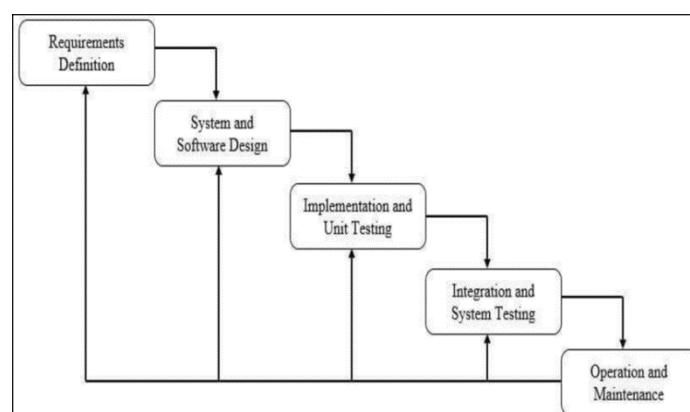 Requirements
Definition
System and
Software Design
Implementation and
Unit Testing
Integration and
System Testing
Operation and
Maintenance